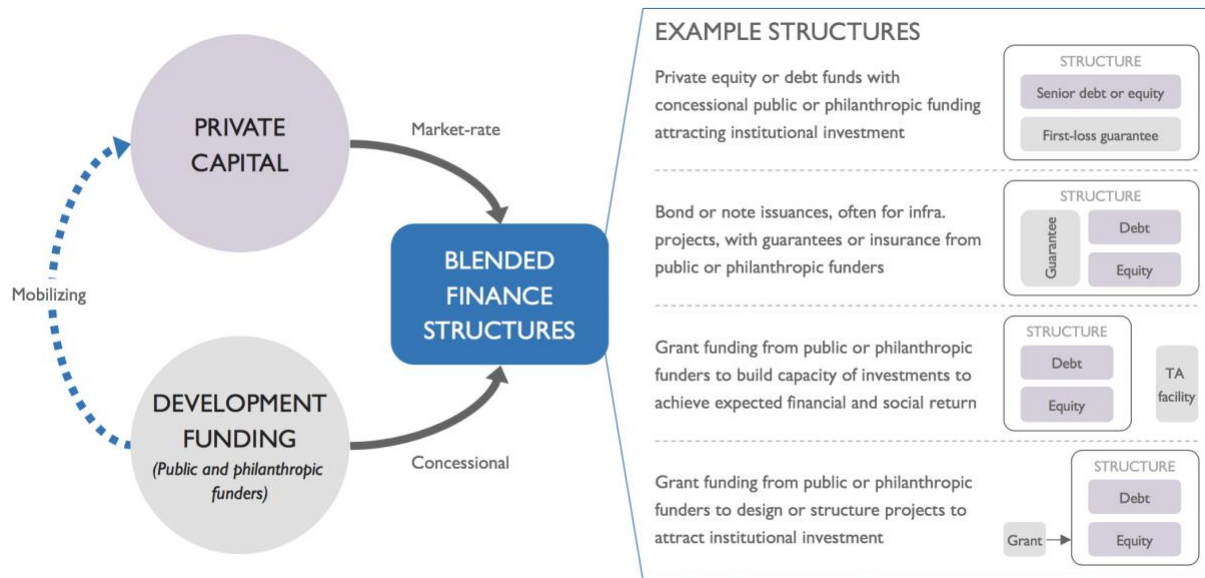 PRIVATE
CAPITAL
Market-rate
Mobilizing
BLENDED
FINANCE
STRUCTURES
DEVELOPMENT
FUNDING
(Public and philanthropic
funders)
Concessional
EXAMPLE STRUCTURES
Private equity or debt funds with
concessional public or philanthropic funding
attracting institutional investment
STRUCTURE
Senior debt or equity
First-loss guarantee
Bond or note issuances, often for infra.
projects, with guarantees or insurance from
public or philanthropic funders
STRUCTURE
Guarantee
Debt
Equity
Grant funding from public or philanthropic
funders to build capacity of investments to
achieve expected financial and social return
STRUCTURE
Debt
Equity
TA
facility
Grant funding from public or philanthropic
funders to design or structure projects to
attract institutional investment
STRUCTURE
Debt
Grant
Equity